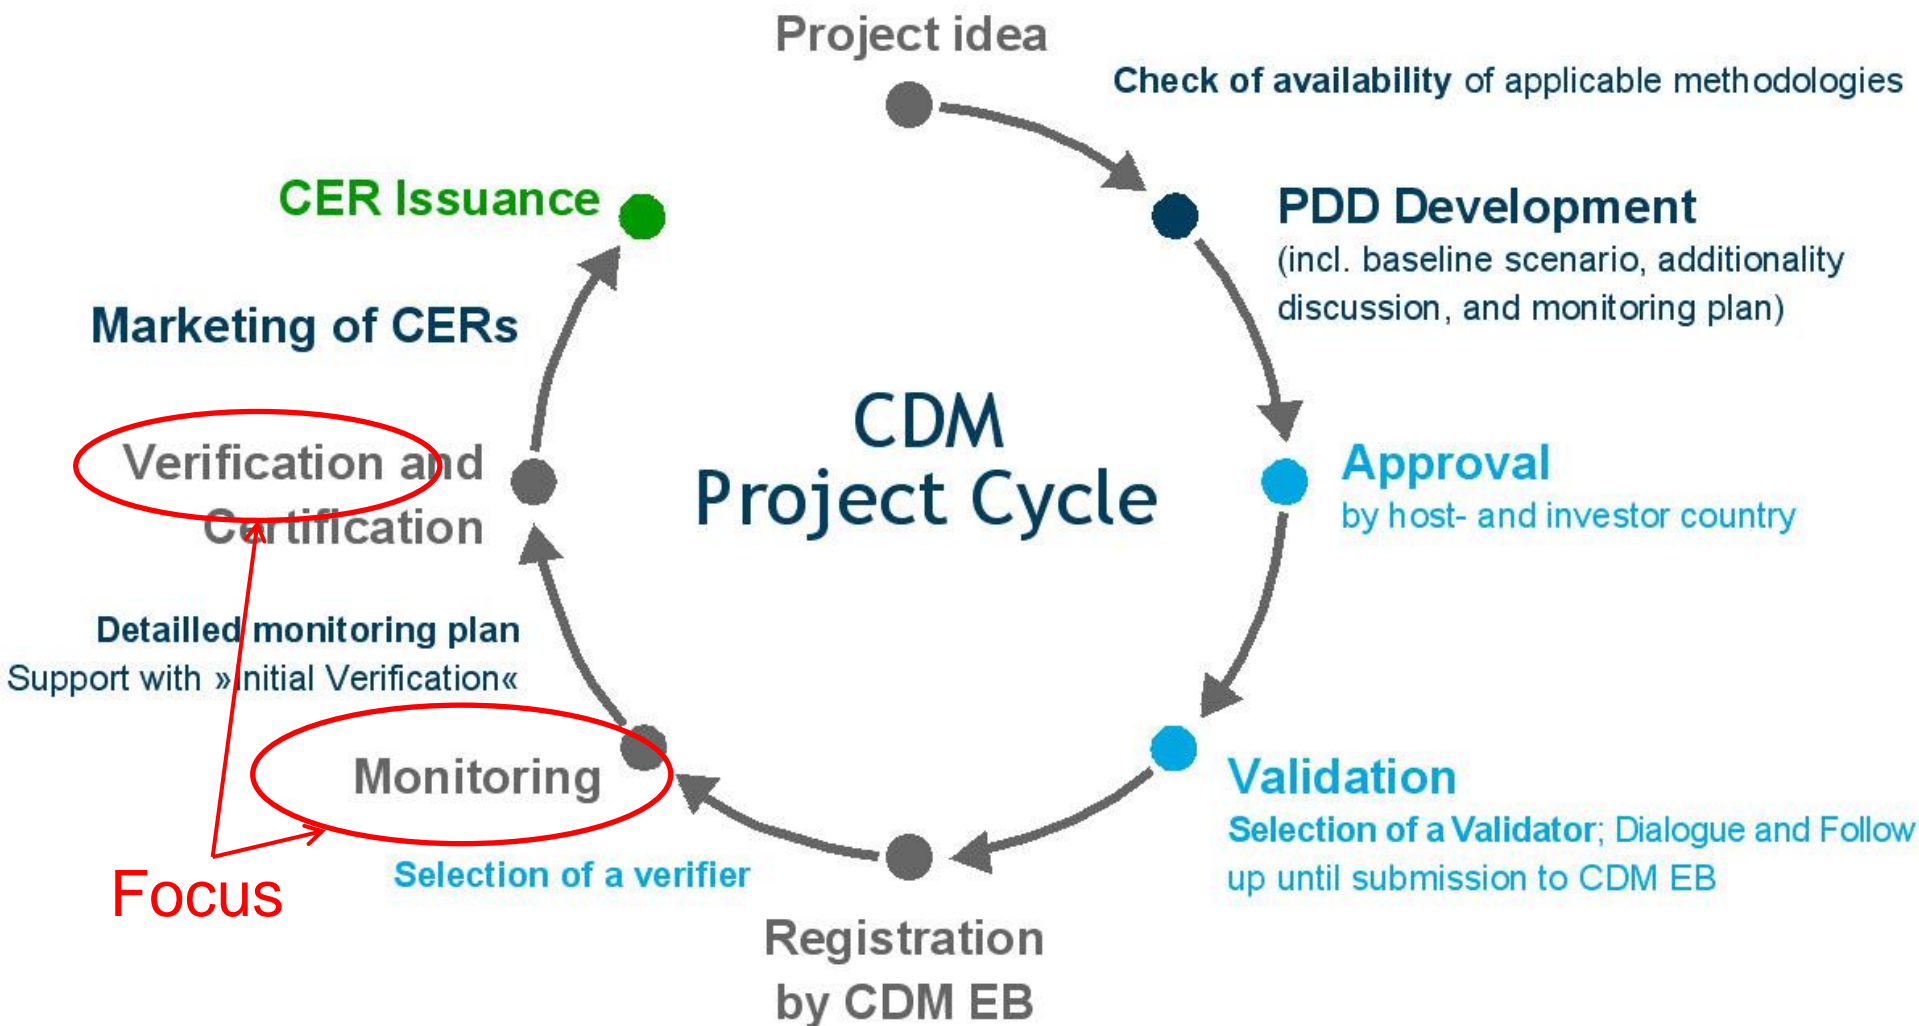 Project idea
Check of availability of applicable methodologies
PDD Development
(incl. baseline scenario, additionality
discussion, and monitoring plan)
Approval
by host- and investor country
Validation
Selection of a Validator; Dialogue and Follow
up until submission to CDM EB
Registration
by CDM EB
Selection of a verifier
Monitoring
Detailled monitoring plan
Support with »Initial Verification«
Verification and
Certification
Marketing of CERs
CER Issuance
CDM
Project Cycle
Focus